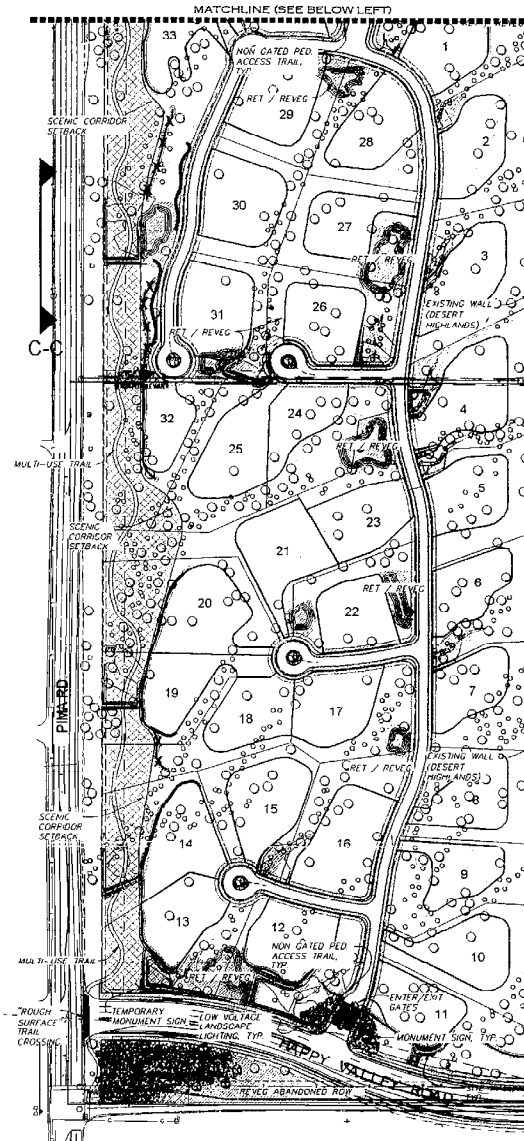 MATCHLINE (SEE BELOW LEFT)
33
1
NON GATED PED.
ACCESS TRAIL,
TYP.
RET / REVEG
29
SCENIC CORRIDOR
SETBACK
28
2
30
27
3
RET / REVEG
31
26
EXISTING WALL
(DESERT
HIGHLANDS)
RET / REVEG
C-C
32
24
4
25
RET / REVEG
MULTI-USE TRAIL
5
23
SCENIC
CORRIDOR
SETBACK
21
20
6
RET / REVEG
22
19
18
17
7
PIMA RD
EXISTING WALL
(DESERT
HIGHLANDS)
RET / REVEG
8
SCENIC
CORRIDOR
SETBACK
15
14
16
9
13
12
NON GATED PED.
ACCESS TRAIL,
TYP.
10
MULTI-USE TRAIL
RET / REVEG
ENTER/EXIT
GATES
11
ROUGH
SURFACE
TRAIL
CROSSING
TEMPORARY
MONUMENT SIGN
LOW VOLTAGE
LANDSCAPE
LIGHTING, TYP.
MONUMENT SIGN, TYP.
HAPPY VALLEY ROAD
REVEG ABANDONED ROW